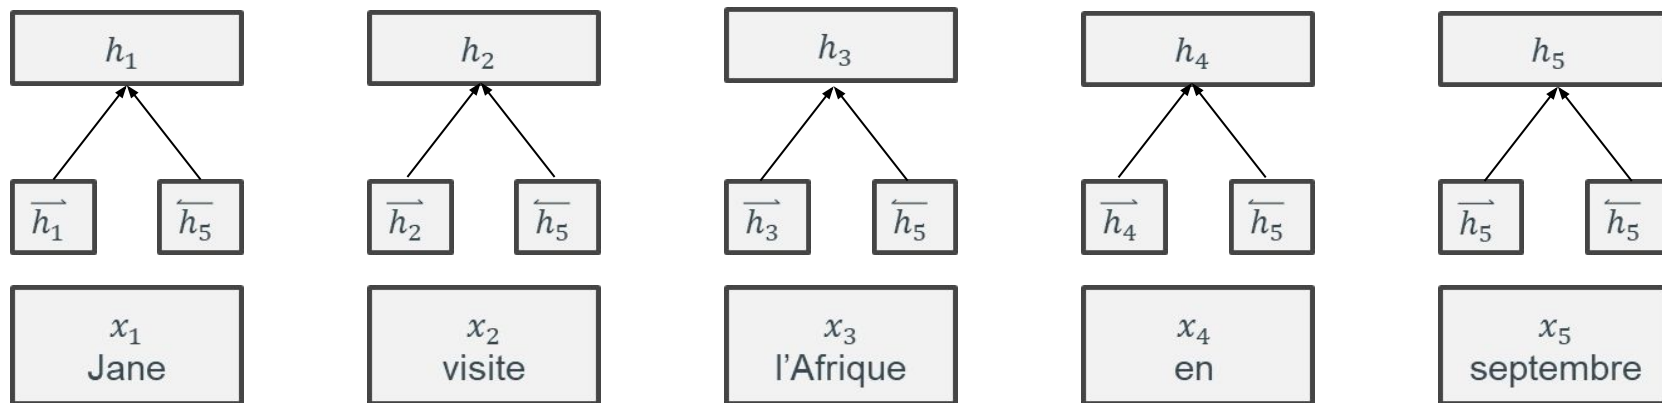 h₁ h₂ h₃ h₄ h₅
→h₁ ←h₅ →h₂ ←h₅ →h₃ ←h₅ →h₄ ←h₅ →h₅ ←h₅
x₁ x₂ x₃ x₄ x₅
Jane visite l’Afrique en septembre